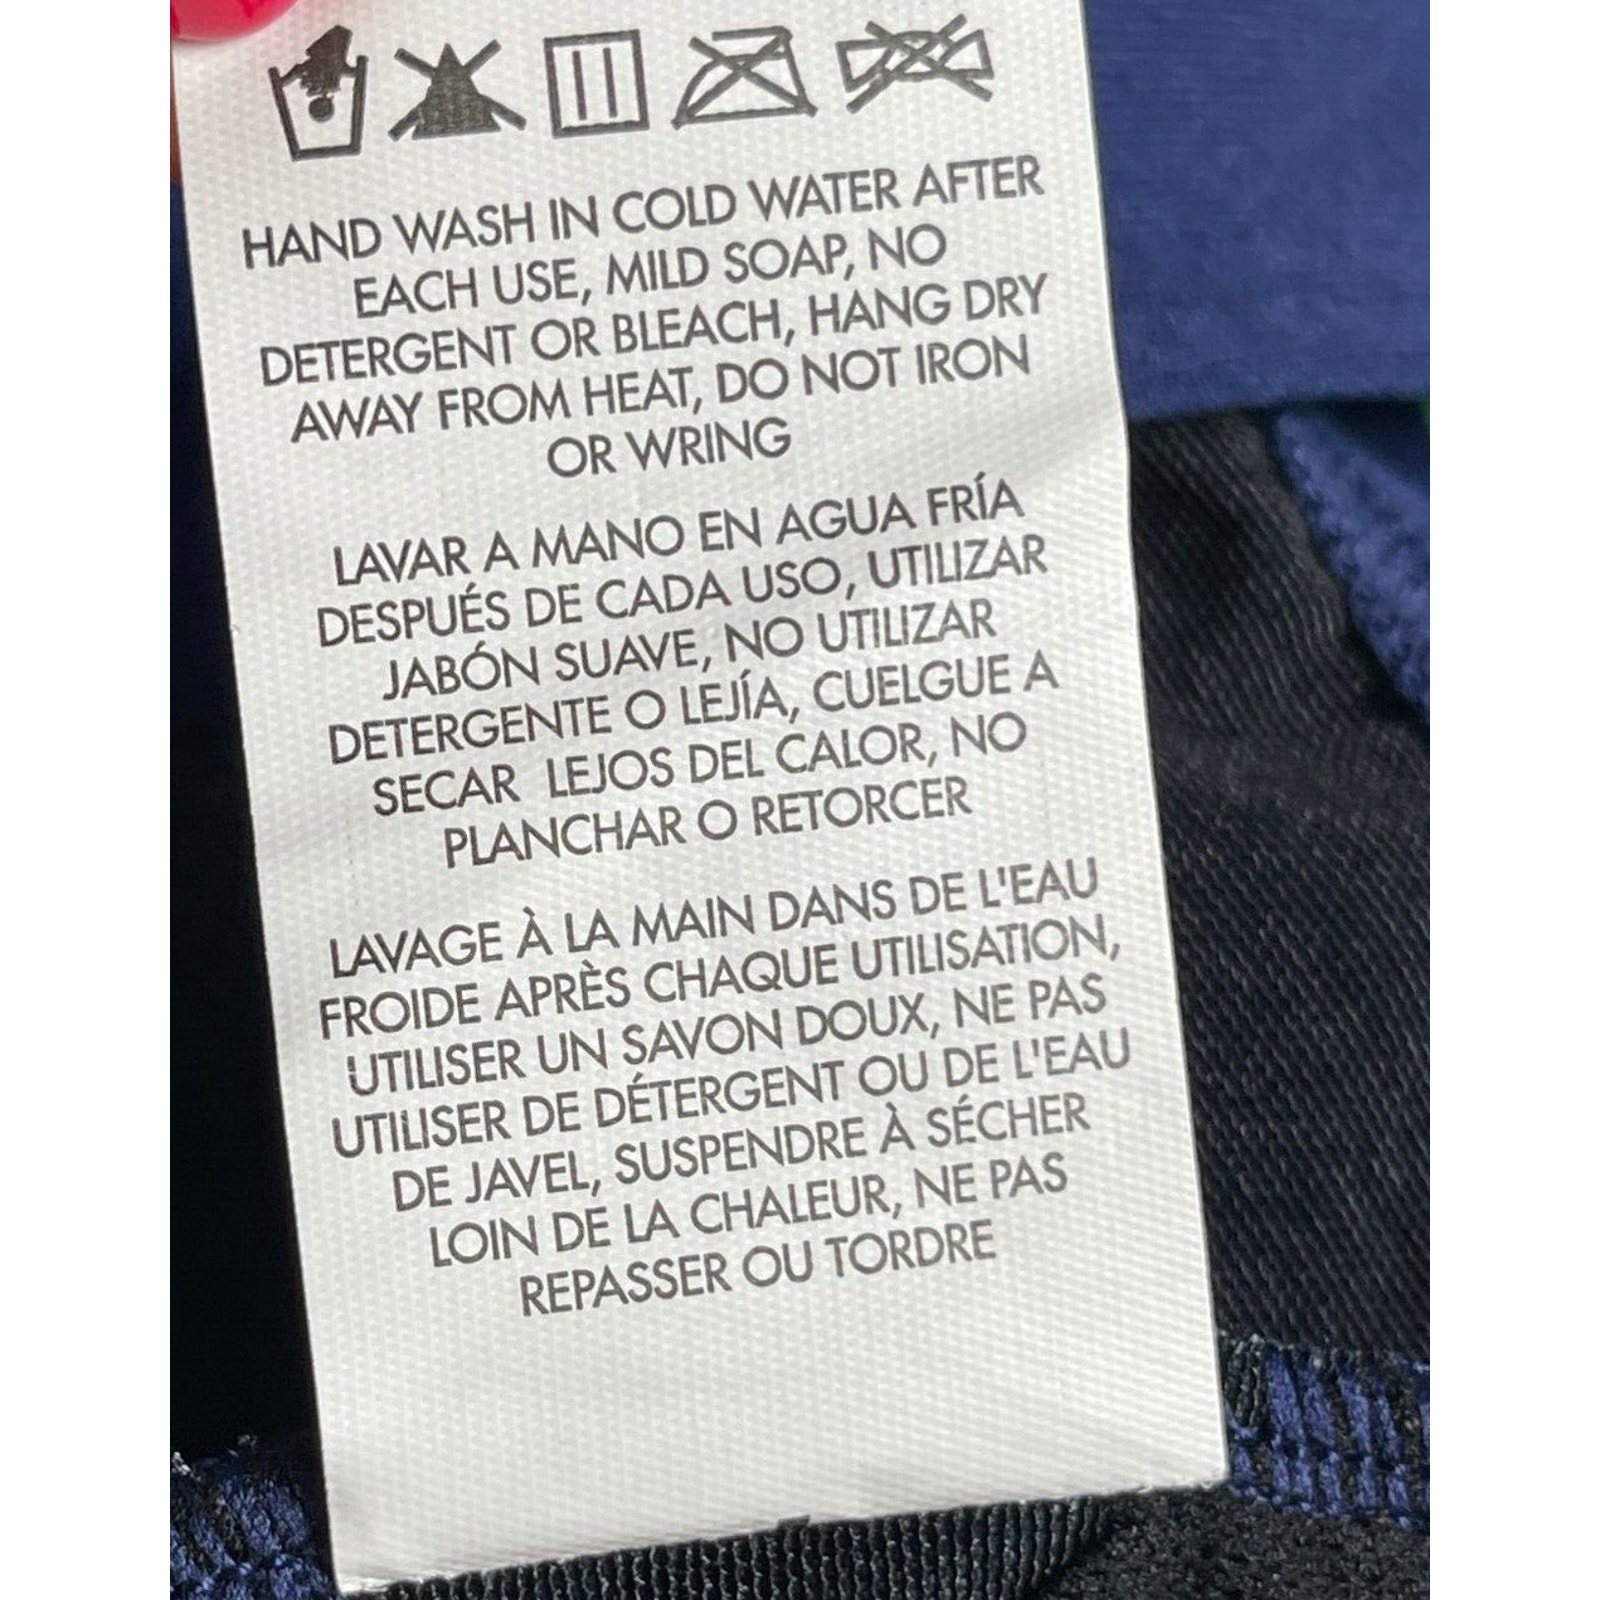 HAND WASH IN COLD WATER AFTER
EACH USE, MILD SOAP, NO
DETERGENT OR BLEACH, HANG DRY
AWAY FROM HEAT, DO NOT IRON
OR WRING
LAVAR A MANO EN AGUA FRÍA
DESPUÉS DE CADA USO, UTILIZAR
JABÓN SUAVE, NO UTILIZAR
DETERGENTE O LEJÍA, CUELGUE A
SECAR LEJOS DEL CALOR, NO
PLANCHAR O RETORCER
LAVAGE À LA MAIN DANS DE L'EAU
FROIDE APRÈS CHAQUE UTILISATION,
UTILISER UN SAVON DOUX, NE PAS
UTILISER DE DÉTERGENT OU DE L'EAU
DE JAVEL, SUSPENDRE À SÉCHER
LOIN DE LA CHALEUR, NE PAS
REPASSER OU TORDRE